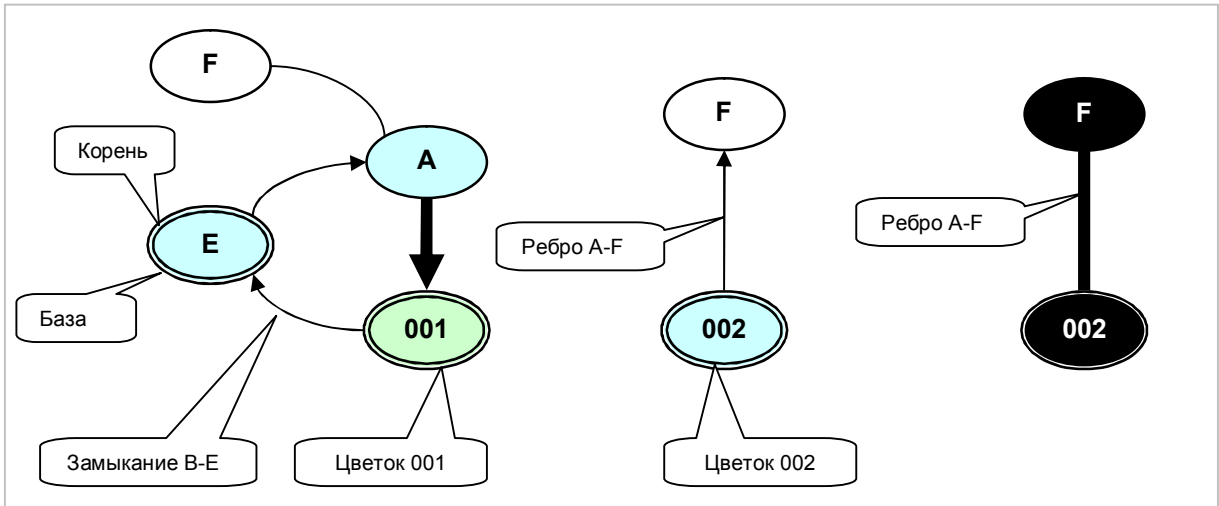 F
Корень
A
E
База
001
Замыкание B-E
Цветок 001
F
Ребро A-F
002
Цветок 002
F
Ребро A-F
002